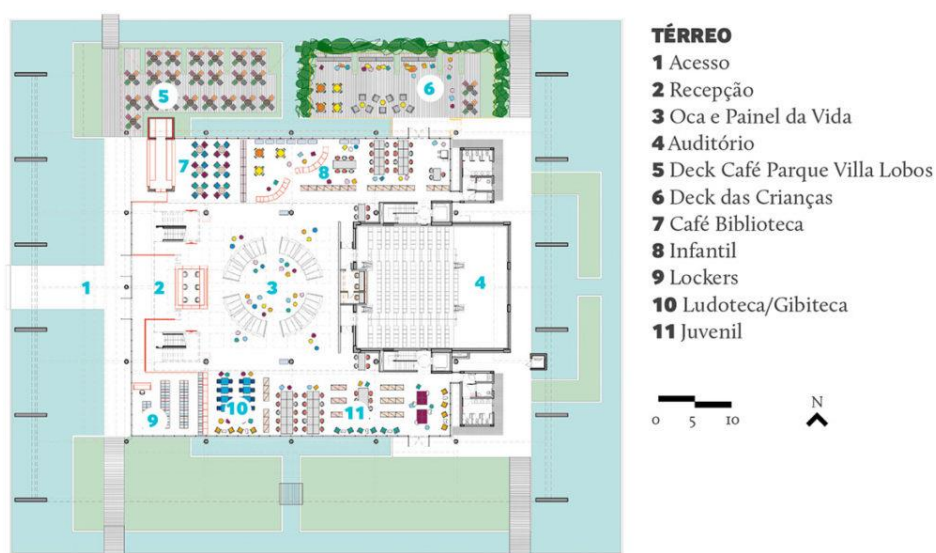 TÉRREO
1 Acesso
2 Recepção
3 Oca e Painel da Vida
4 Auditório
5 Deck Café Parque Villa Lobos
6 Deck das Crianças
7 Café Biblioteca
8 Infantil
9 Lockers
10 Ludoteca/Gibiteca
11 Juvenil
0 5 10
N
5
6
7
8
1
2
3
4
9
10
11